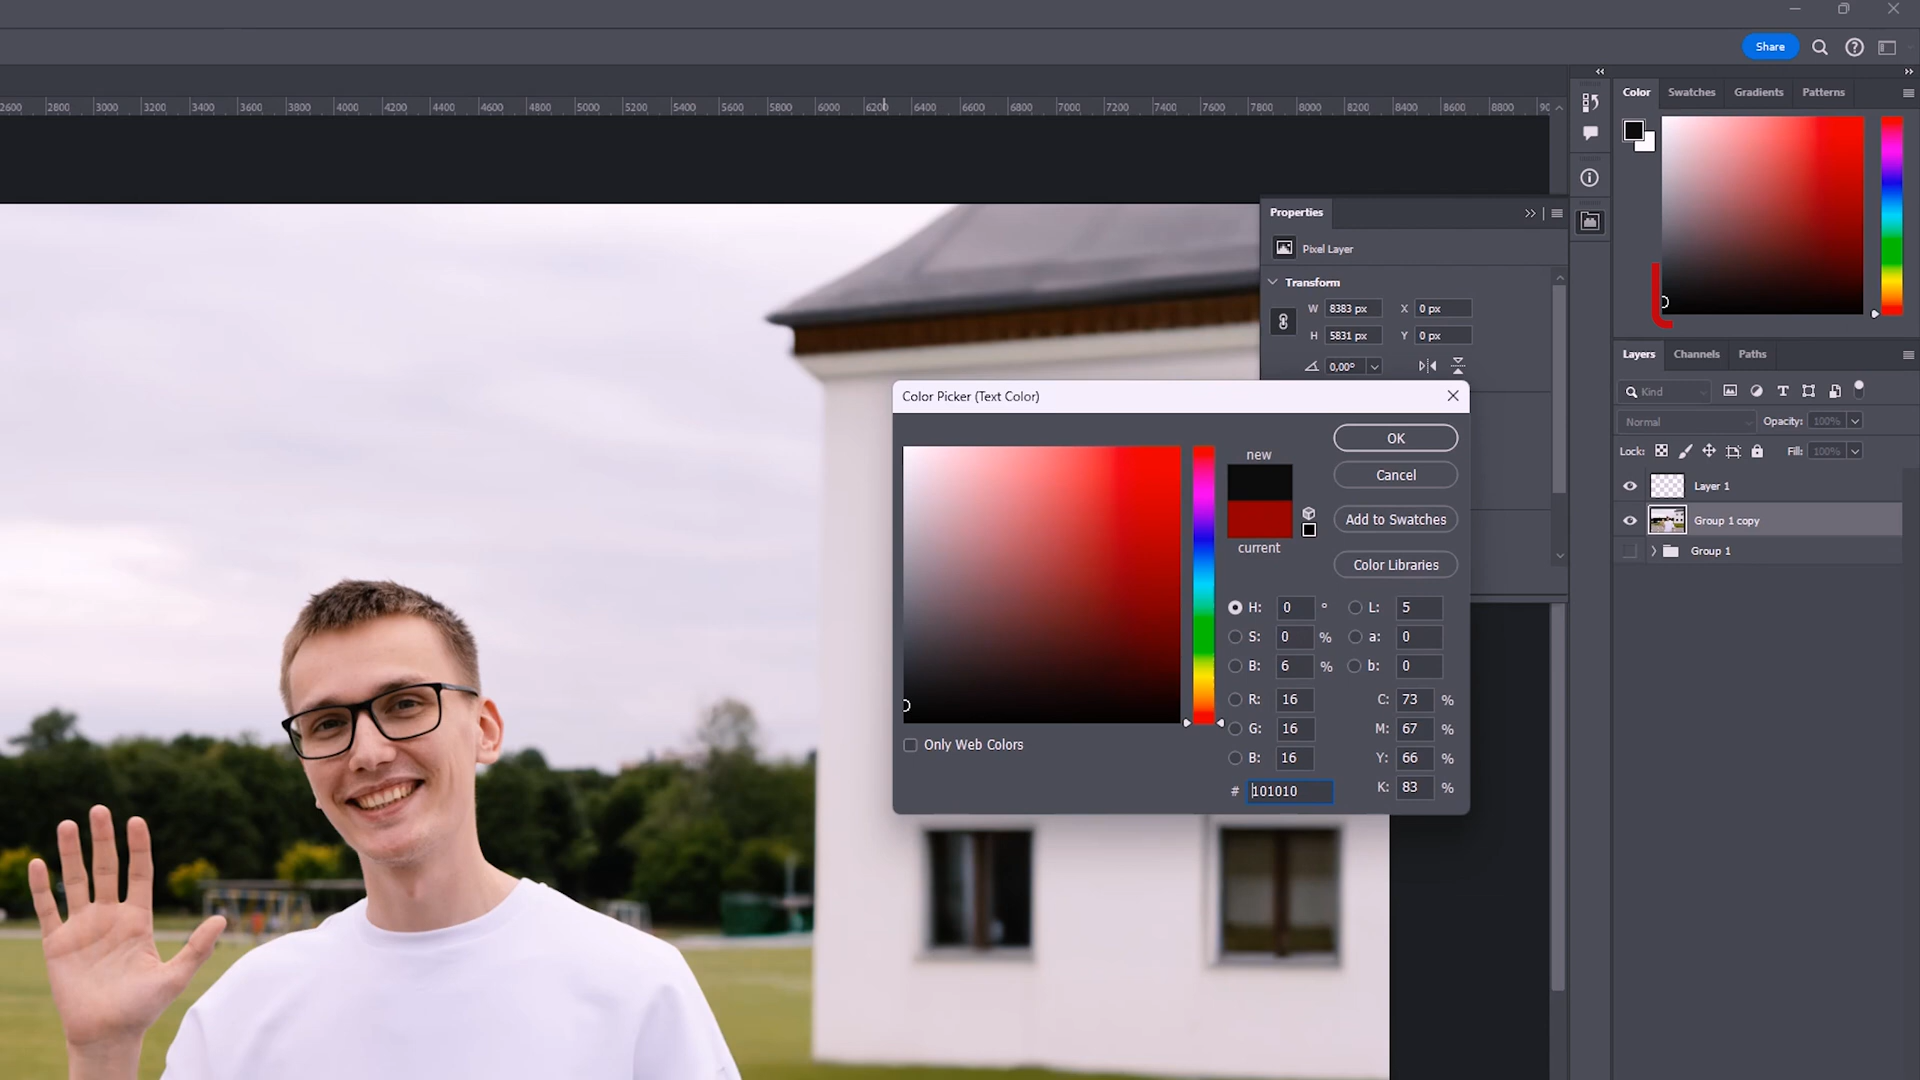 Share
2600 2800 3000 3200 3400 3600 3800 4000 4200 4400 4600 4800 5000 5200 5400 5600 5800 6000 6200 6400 6600 6800 7000 7200 7400 7600 7800 8000 8200 8400 8600 8800 90
Color Swatches Gradients Patterns
Properties
Pixel Layer
Transform
W 8383 px X 0 px
H 5831 px Y 0 px
0,00°
Layers Channels Paths
Kind
Normal Opacity: 100%
Lock: Fill: 100%
Layer 1
Group 1 copy
Group 1
Color Picker (Text Color)
OK
new
Cancel
Add to Swatches
current
Color Libraries
H: 0 ° L: 5
S: 0 % a: 0
B: 6 % b: 0
R: 16 C: 73 %
G: 16 M: 67 %
B: 16 Y: 66 %
# 101010 K: 83 %
Only Web Colors